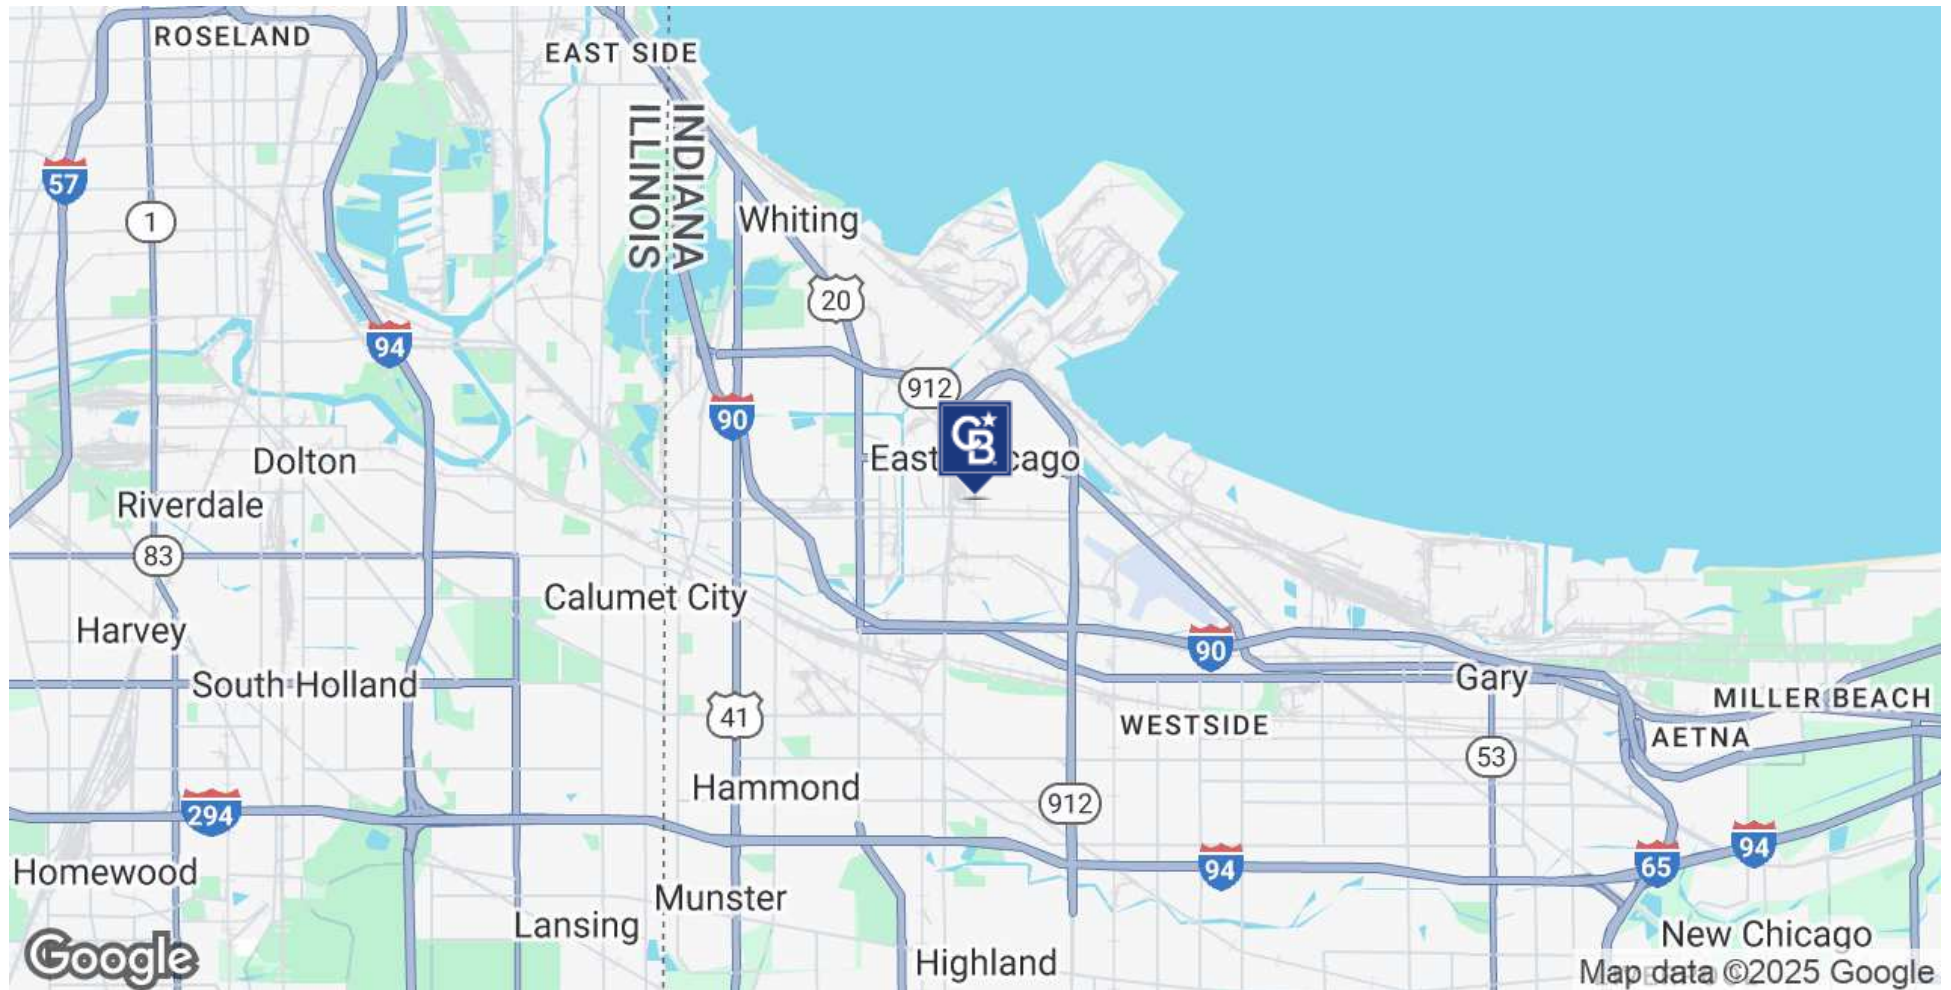 ROSELAND
EAST SIDE
INDIANA
ILLINOIS
57
1
Whiting
20
94
912
90
CB
East cago
Dolton
Riverdale
83
Calumet City
Harvey
90
South Holland
Gary
MILLER BEACH
41
WESTSIDE
AETNA
53
Hammond
912
294
94
65
94
Homewood
Munster
Lansing
New Chicago
Highland
Google
Map data ©2025 Google